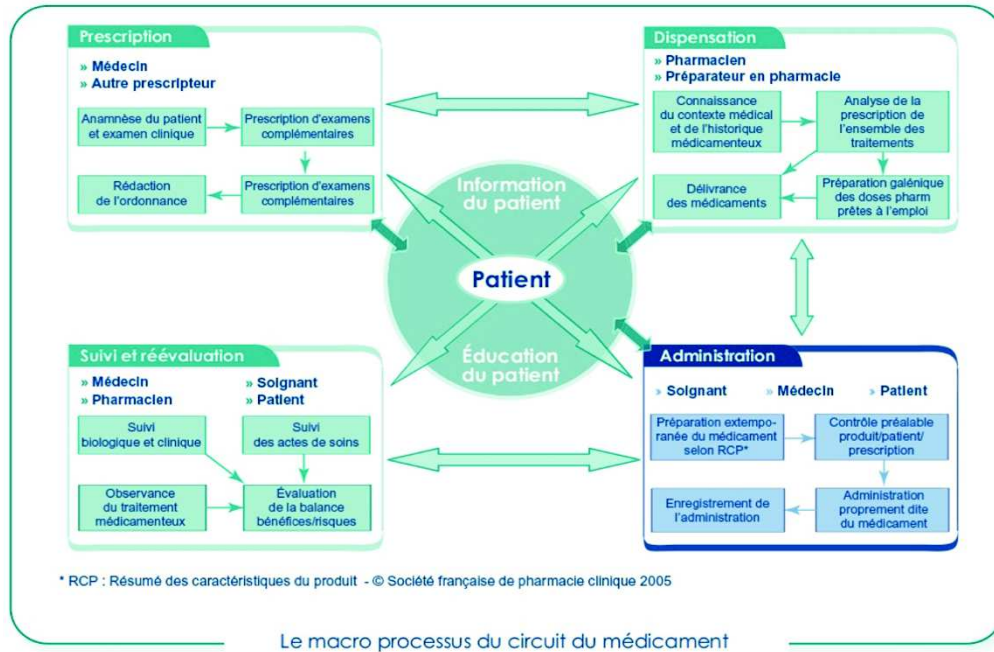 Prescription
» Médecin
» Autre prescripteur
Anamnèse du patient
et examen clinique
Prescription d'examens
complémentaires
Rédaction
de l'ordonnance
Prescription d'examens
complémentaires
Dispensation
» Pharmacien
» Préparateur en pharmacie
Connaissance
du contexte médical
et de l'historique
médicamenteux
Analyse de la
prescription de
l'ensemble des
traitements
Délivrance
des médicaments
Préparation galénique
des doses pharm
prêtes à l'emploi
Information
du patient
Patient
Éducation
du patient
Suivi et réévaluation
» Médecin
» Pharmacien
» Soignant
» Patient
Suivi
biologique et clinique
Suivi
des actes de soins
Observance
du traitement
médicamenteux
Évaluation
de la balance
bénéfices/risques
Administration
» Soignant
» Médecin
» Patient
Préparation extempo-
ranée du médicament
selon RCP*
Contrôle préalable
produit/patient/
prescription
Enregistrement de
l'administration
Administration
proprement dite
du médicament
* RCP : Résumé des caractéristiques du produit - © Société française de pharmacie clinique 2005
Le macro processus du circuit du médicament